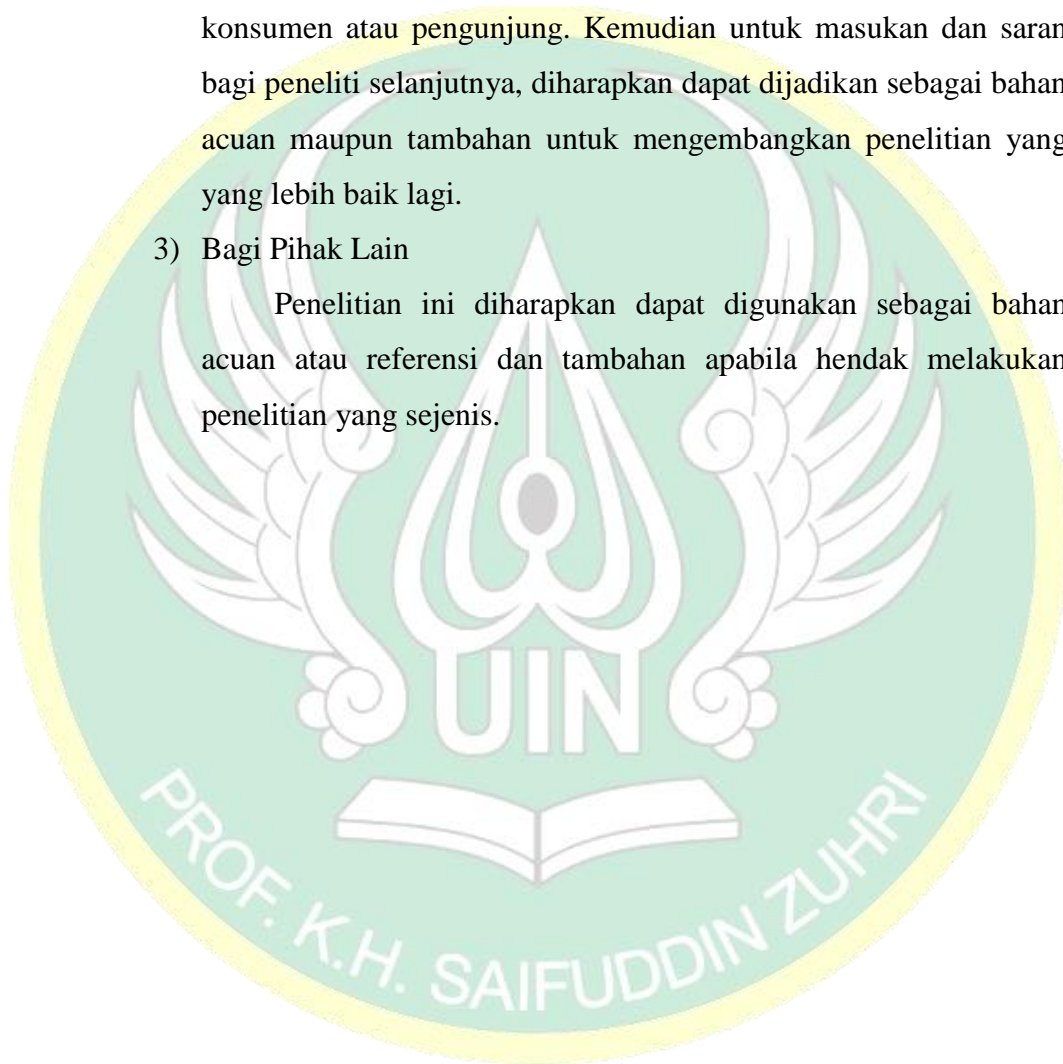 konsumen atau pengunjung. Kemudian untuk masukan dan saran
bagi peneliti selanjutnya, diharapkan dapat dijadikan sebagai bahan
acuan maupun tambahan untuk mengembangkan penelitian yang
yang lebih baik lagi.
3) Bagi Pihak Lain
Penelitian ini diharapkan dapat digunakan sebagai bahan
acuan atau referensi dan tambahan apabila hendak melakukan
penelitian yang sejenis.
UIN
PROF. K.H. SAIFUDDIN ZUHRI